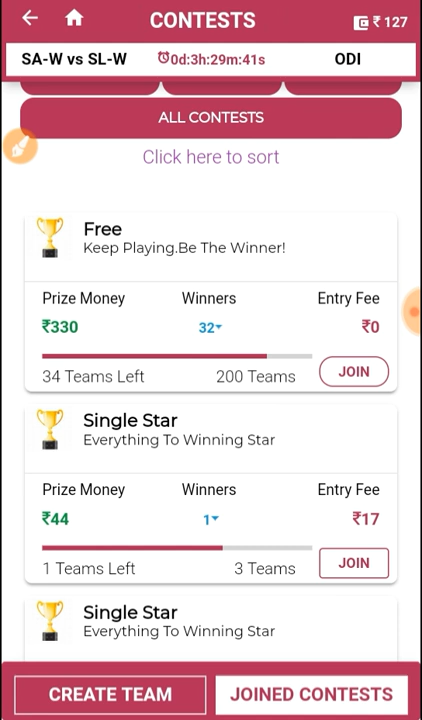 CONTESTS
₹ 127
SA-W vs SL-W 0d:3h:29m:41s ODI
ALL CONTESTS
Click here to sort
Free
Keep Playing.Be The Winner!
Prize Money Winners Entry Fee
₹330 32 ₹0
34 Teams Left 200 Teams JOIN
Single Star
Everything To Winning Star
Prize Money Winners Entry Fee
₹44 1 ₹17
1 Teams Left 3 Teams JOIN
Single Star
Everything To Winning Star
CREATE TEAM JOINED CONTESTS